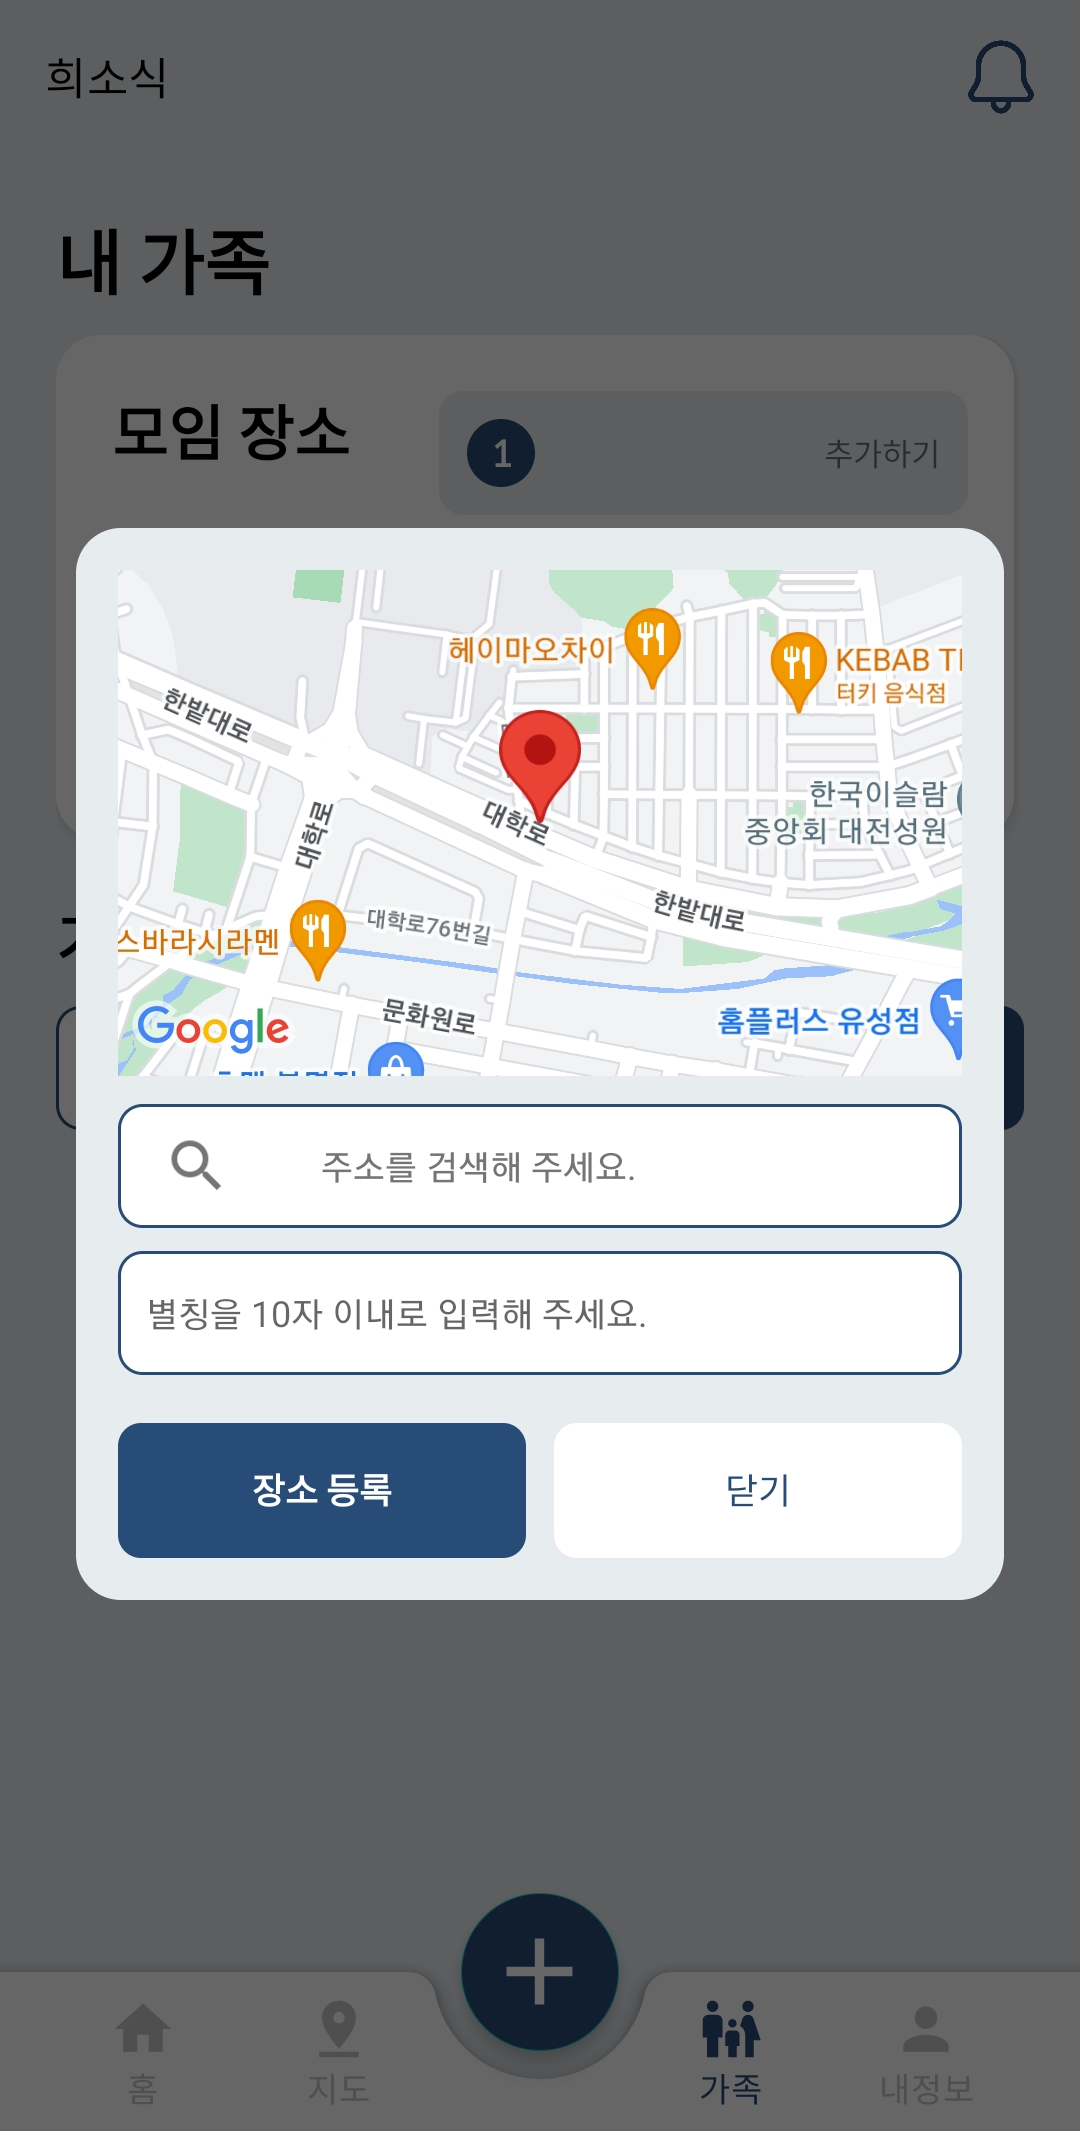 희소식
내 가족
모임 장소
1
추가하기
헤이마오차이
KEBAB
터키 음식점
한밭대로
대학로
대학로
한국이슬람
중앙회 대전성원
한밭대로
대학로76번길
스바라시라멘
문화원로
홈플러스 유성점
Google
주소를 검색해 주세요.
별칭을 10자 이내로 입력해 주세요.
장소 등록
닫기
홈
지도
가족
내정보